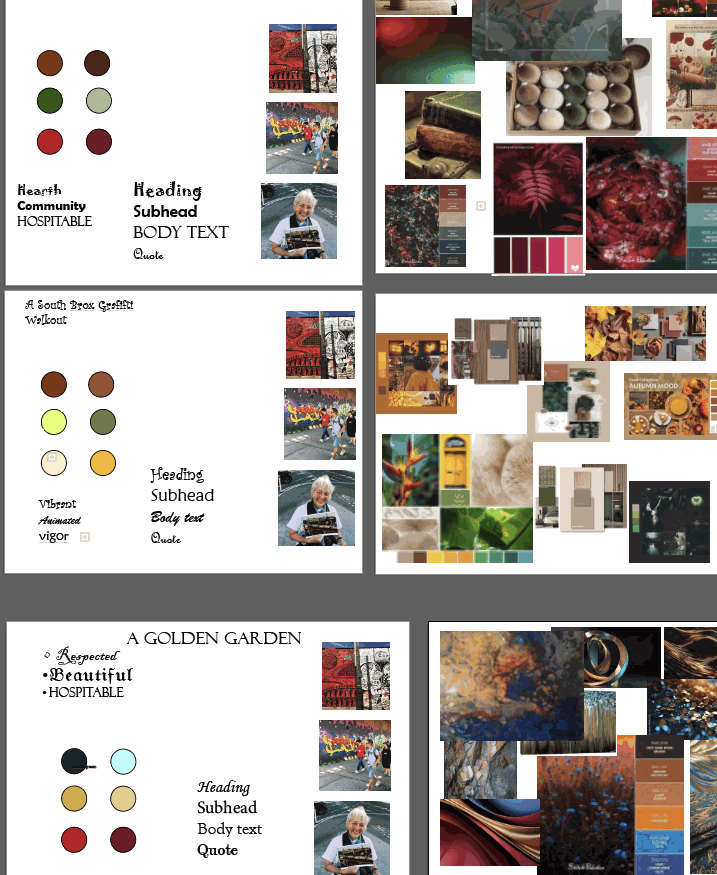 Hearth
Community
HOSPITABLE
Heading
Subhead
BODY TEXT
Quote
A South Brox Grafifti
Walkout
Vibrant
Animated
vigor
Heading
Subhead
Body text
Quote
AUTUMN MOOD
A GOLDEN GARDEN
Respected
•Beautiful
•HOSPITABLE
Heading
Subhead
Body text
Quote